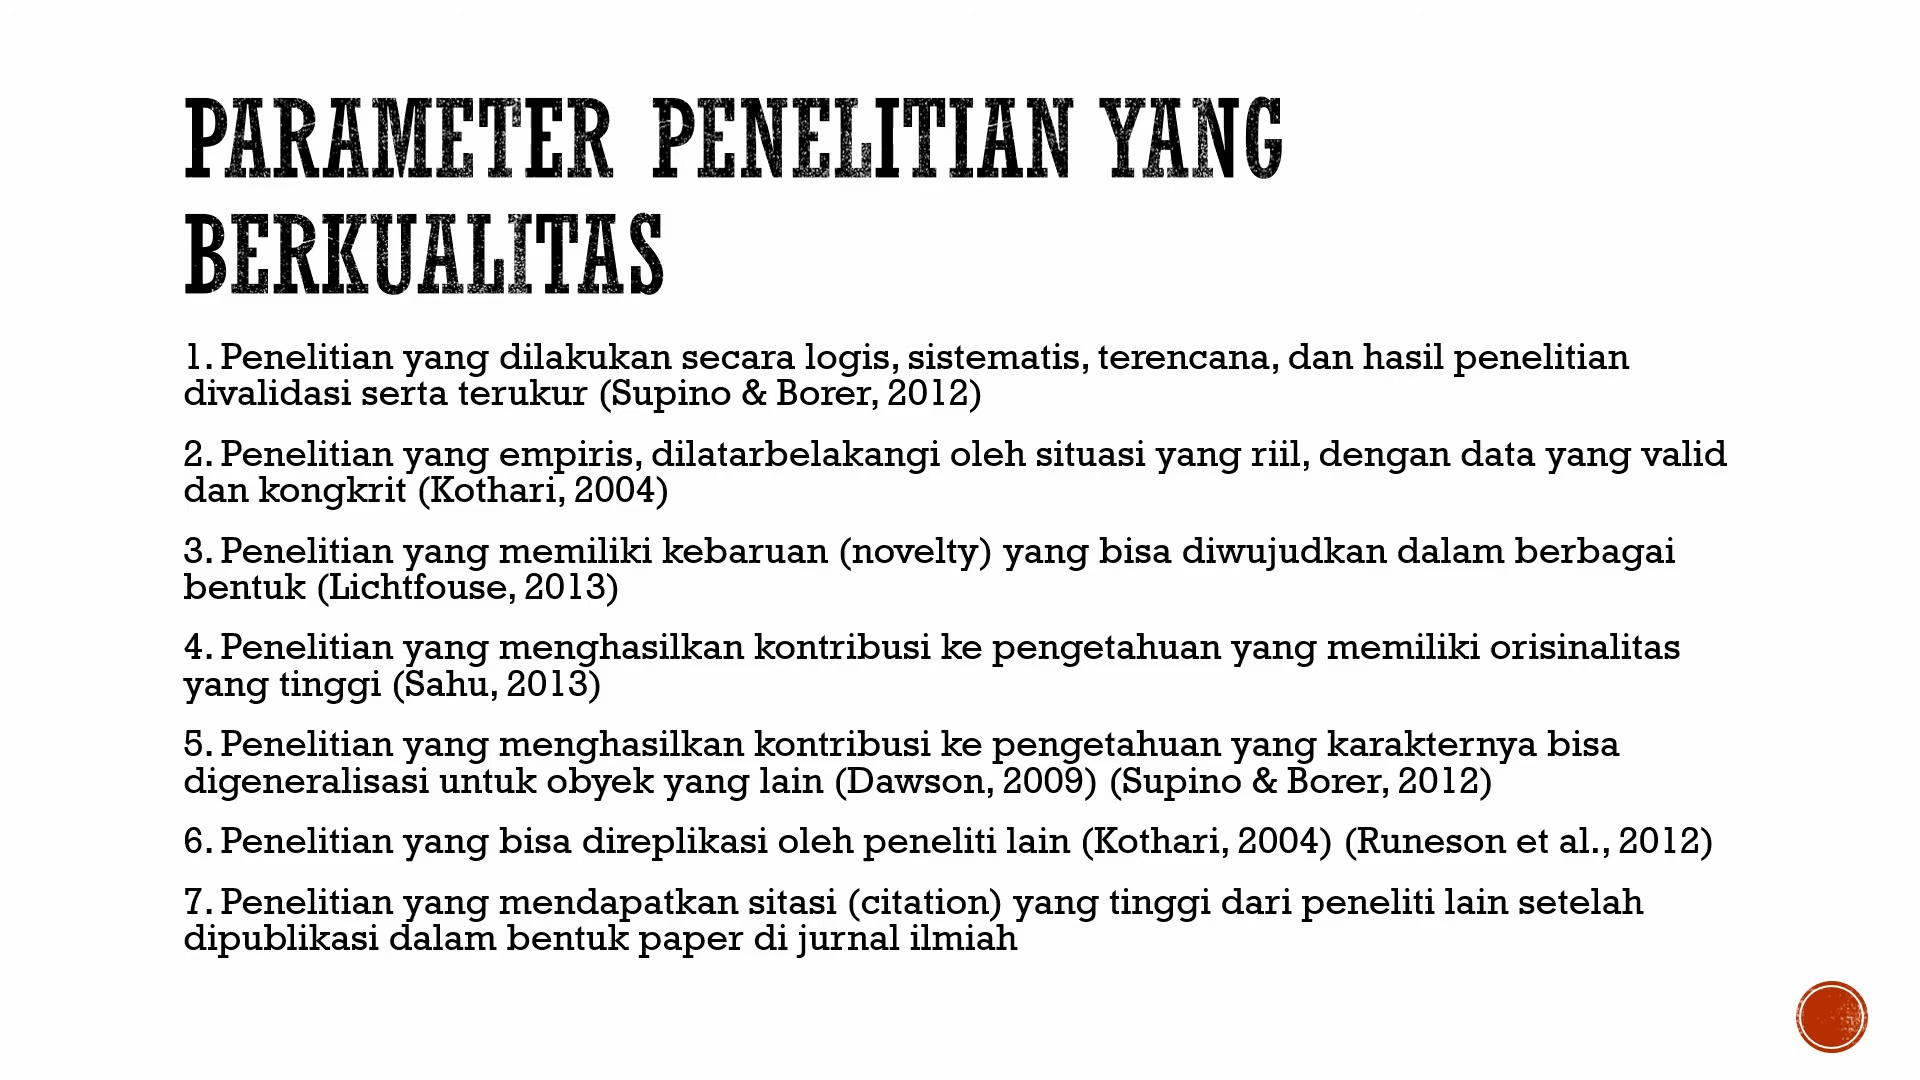 PARAMETER PENELITIAN YANG
BERKUALITAS
1. Penelitian yang dilakukan secara logis, sistematis, terencana, dan hasil penelitian
divalidasi serta terukur (Supino & Borer, 2012)
2. Penelitian yang empiris, dilatarbelakangi oleh situasi yang riil, dengan data yang valid
dan kongkrit (Kothari, 2004)
3. Penelitian yang memiliki kebaruan (novelty) yang bisa diwujudkan dalam berbagai
bentuk (Lichtfouse, 2013)
4. Penelitian yang menghasilkan kontribusi ke pengetahuan yang memiliki orisinalitas
yang tinggi (Sahu, 2013)
5. Penelitian yang menghasilkan kontribusi ke pengetahuan yang karakternya bisa
digeneralisasi untuk obyek yang lain (Dawson, 2009) (Supino & Borer, 2012)
6. Penelitian yang bisa direplikasi oleh peneliti lain (Kothari, 2004) (Runeson et al., 2012)
7. Penelitian yang mendapatkan sitasi (citation) yang tinggi dari peneliti lain setelah
dipublikasi dalam bentuk paper di jurnal ilmiah